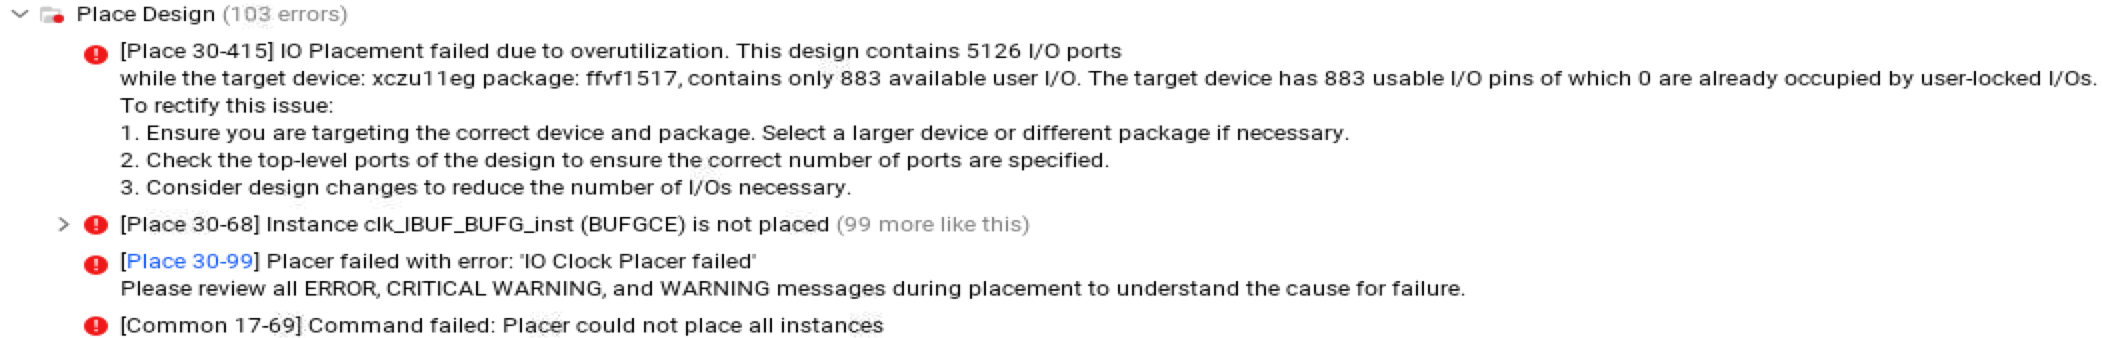 Place Design (103 errors)
[Place 30-415] IO Placement failed due to overutilization. This design contains 5126 I/O ports
while the target device: xczu11eg package: ffvf1517, contains only 883 available user I/O. The target device has 883 usable I/O pins of which 0 are already occupied by user-locked I/Os.
To rectify this issue:
1. Ensure you are targeting the correct device and package. Select a larger device or different package if necessary.
2. Check the top-level ports of the design to ensure the correct number of ports are specified.
3. Consider design changes to reduce the number of I/Os necessary.
[Place 30-68] Instance clk_IBUF_BUFG_inst (BUFGCE) is not placed (99 more like this)
[Place 30-99] Placer failed with error: 'IO Clock Placer failed'
Please review all ERROR, CRITICAL WARNING, and WARNING messages during placement to understand the cause for failure.
[Common 17-69] Command failed: Placer could not place all instances